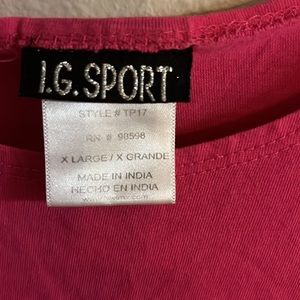 I.G. SPORT
STYLE # TP17
RN # 98598
X LARGE / X GRANDE
MADE IN INDIA
HECHO EN INDIA